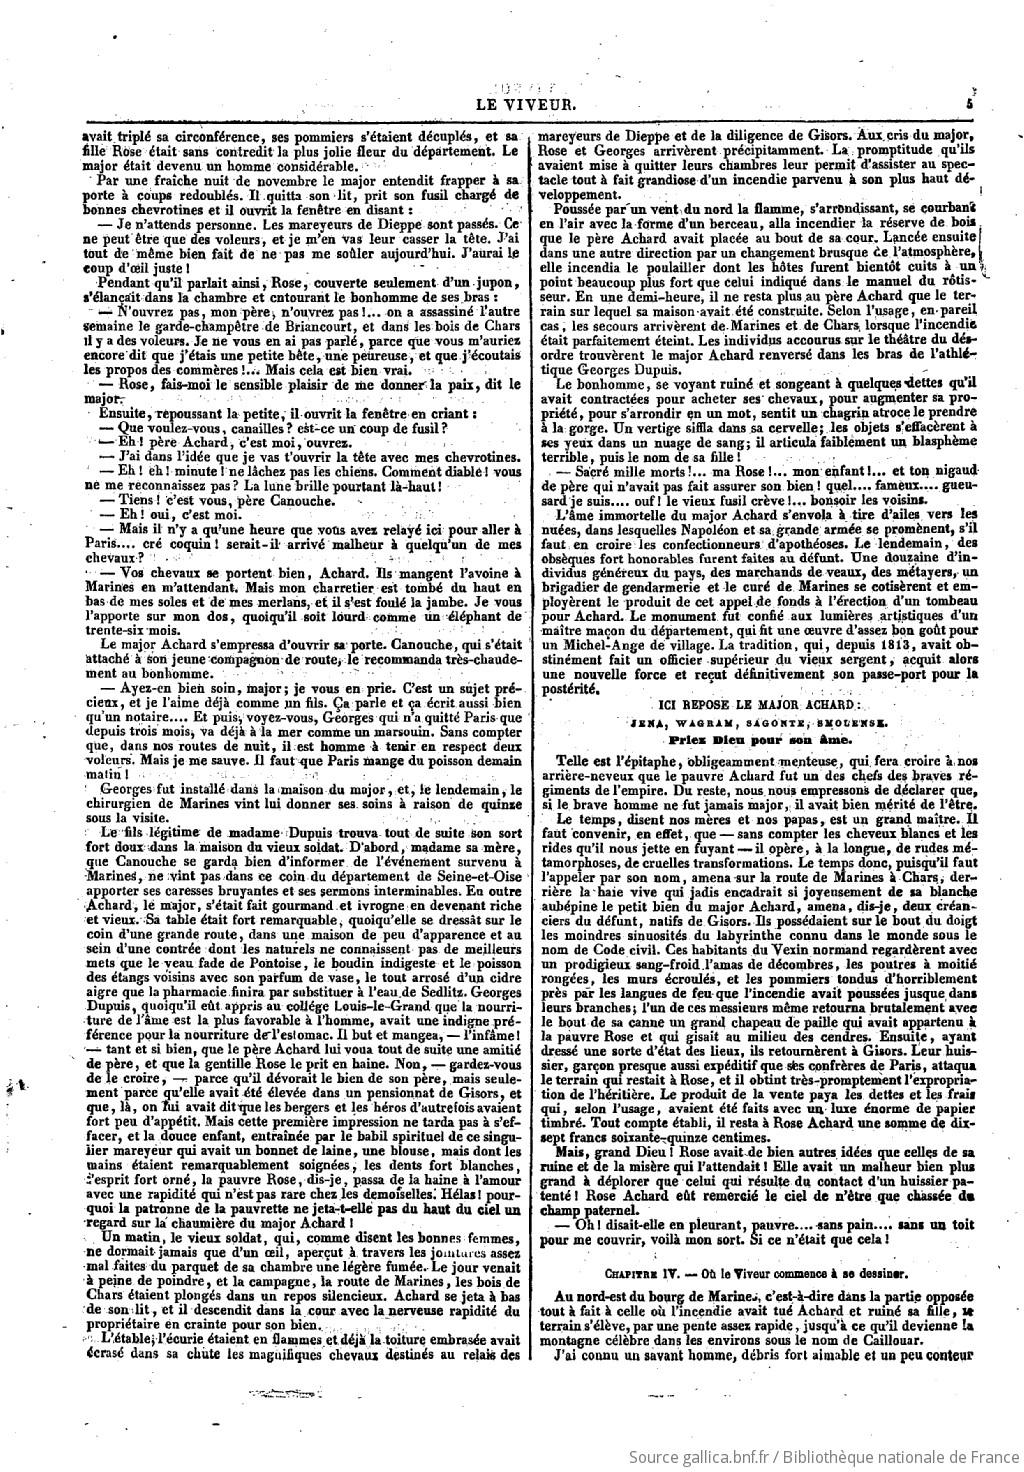 LE VIVEUR.
5
avait triplé sa circonférence, ses pommiers s'étaient décuplés, et sa
fille Rose était sans contredit la plus jolie fleur du département. Le
major était devenu un homme considérable.
Par une fraîche nuit de novembre le major entendit frapper à sa
porte à coups redoublés. Il quitta son lit, prit son fusil chargé de
bonnes chevrotines et il ouvrit la fenêtre en disant :
— Je n'attends personne. Les mareyeurs de Dieppe sont passés. Ce
ne peut être que des voleurs, et je m'en vas leur casser la tête. J'ai
tout de même bien fait de ne pas me soûler aujourd'hui. J'aurai le
coup d'œil juste !
Pendant qu'il parlait ainsi, Rose, couverte seulement d'un jupon,
s'élançait dans la chambre et entourant le bonhomme de ses bras :
— N'ouvrez pas, mon père, n'ouvrez pas !... on a assassiné l'autre
semaine le garde-champêtre de Briancourt, et dans les bois de Chars
il y a des voleurs. Je ne vous en ai pas parlé, parce que vous m'auriez
encore dit que j'étais une petite bête, une peureuse, et que j'écoutais
les propos des commères !... Mais cela est bien vrai.
— Rose, fais-moi le sensible plaisir de me donner la paix, dit le
major.
Ensuite, repoussant la petite, il ouvrit la fenêtre en criant :
— Que voulez-vous, canailles ? est-ce un coup de fusil ?
— Eh ! père Achard, c'est moi, ouvrez.
— J'ai dans l'idée que je vas t'ouvrir la tête avec mes chevrotines.
— Eh ! eh ! minute ! ne lâchez pas les chiens. Comment diable ! vous
ne me reconnaissez pas ? La lune brille pourtant là-haut !
— Tiens ! c'est vous, père Canouche.
— Eh ! oui, c'est moi.
— Mais il n'y a qu'une heure que vous avez relayé ici pour aller à
Paris.... cré coquin ! serait-il arrivé malheur à quelqu'un de mes
chevaux ?
— Vos chevaux se portent bien, Achard. Ils mangent l'avoine à
Marines en m'attendant. Mais mon charretier est tombé du haut en
bas de mes soles et de mes merlans, et il s'est foulé la jambe. Je vous
l'apporte sur mon dos, quoiqu'il soit lourd comme un éléphant de
trente-six mois.
Le major Achard s'empressa d'ouvrir sa porte. Canouche, qui s'était
attaché à son jeune compagnon de route, le recommanda très-chaude-
ment au bonhomme.
— Ayez-en bien soin, major ; je vous en prie. C'est un sujet pré-
cieux, et je l'aime déjà comme un fils. Ça parle et ça écrit aussi bien
qu'un notaire.... Et puis, voyez-vous, Georges qui n'a quitté Paris que
depuis trois mois, va déjà à la mer comme un marsouin. Sans compter
que, dans nos routes de nuit, il est homme à tenir en respect deux
voleurs. Mais je me sauve. Il faut que Paris mange du poisson demain
matin !
Georges fut installé dans la maison du major, et, le lendemain, le
chirurgien de Marines vint lui donner ses soins à raison de quinze
sous la visite.
Le fils légitime de madame Dupuis trouva tout de suite son sort
fort doux dans la maison du vieux soldat. D'abord, madame sa mère,
que Canouche se garda bien d'informer de l'événement survenu à
Marines, ne vint pas dans ce coin du département de Seine-et-Oise
apporter ses caresses bruyantes et ses sermons interminables. En outre
Achard, le major, s'était fait gourmand et ivrogne en devenant riche
et vieux. Sa table était fort remarquable, quoiqu'elle se dressât sur le
coin d'une grande route, dans une maison de peu d'apparence et au
sein d'une contrée dont les naturels ne connaissent pas de meilleurs
mets que le veau fade de Pontoise, le boudin indigeste et le poisson
des étangs voisins avec son parfum de vase, le tout arrosé d'un cidre
aigre que la pharmacie finira par substituer à l'eau de Sedlitz. Georges
Dupuis, quoiqu'il eût appris au collége Louis-le-Grand que la nourri-
ture de l'âme est la plus favorable à l'homme, avait une indigne pré-
férence pour la nourriture de l'estomac. Il but et mangea, — l'infâme !
— tant et si bien, que le père Achard lui voua tout de suite une amitié
de père, et que la gentille Rose le prit en haine. Non, — gardez-vous
de le croire, — parce qu'il dévorait le bien de son père, mais seule-
ment parce qu'elle avait été élevée dans un pensionnat de Gisors, et
que, là, on lui avait dit que les bergers et les héros d'autrefois avaient
fort peu d'appétit. Mais cette première impression ne tarda pas à s'ef-
facer, et la douce enfant, entraînée par le babil spirituel de ce singu-
lier mareyeur qui avait un bonnet de laine, une blouse, mais dont les
mains étaient remarquablement soignées, les dents fort blanches,
l'esprit fort orné, la pauvre Rose, dis-je, passa de la haine à l'amour
avec une rapidité qui n'est pas rare chez les demoiselles. Hélas ! pour-
quoi la patronne de la pauvrette ne jeta-t-elle pas du haut du ciel un
regard sur la chaumière du major Achard !
Un matin, le vieux soldat, qui, comme disent les bonnes femmes,
ne dormait jamais que d'un œil, aperçut à travers les jointures assez
mal faites du parquet de sa chambre une légère fumée. Le jour venait
à peine de poindre, et la campagne, la route de Marines, les bois de
Chars étaient plongés dans un repos silencieux. Achard se jeta à bas
de son lit, et il descendit dans la cour avec la nerveuse rapidité du
propriétaire en crainte pour son bien.
L'étable, l'écurie étaient en flammes et déjà la toiture embrasée avait
écrasé dans sa chute les magnifiques chevaux destinés au relais des
mareyeurs de Dieppe et de la diligence de Gisors. Aux cris du major,
Rose et Georges arrivèrent précipitamment. La promptitude qu'ils
avaient mise à quitter leurs chambres leur permit d'assister au spec-
tacle tout à fait grandiose d'un incendie parvenu à son plus haut dé-
veloppement.
Poussée par un vent du nord la flamme, s'arrondissant, se courbant
en l'air avec la forme d'un berceau, alla incendier la réserve de bois
que le père Achard avait placée au bout de sa cour. Lancée ensuite
dans une autre direction par un changement brusque de l'atmosphère,
elle incendia le poulailler dont les hôtes furent bientôt cuits à un
point beaucoup plus fort que celui indiqué dans le manuel du rôtis-
seur. En une demi-heure, il ne resta plus au père Achard que le ter-
rain sur lequel sa maison avait été construite. Selon l'usage, en pareil
cas, les secours arrivèrent de Marines et de Chars lorsque l'incendie
était parfaitement éteint. Les individus accourus sur le théâtre du dés-
ordre trouvèrent le major Achard renversé dans les bras de l'athlé-
tique Georges Dupuis.
Le bonhomme, se voyant ruiné et songeant à quelques dettes qu'il
avait contractées pour acheter ses chevaux, pour augmenter sa pro-
priété, pour s'arrondir en un mot, sentit un chagrin atroce le prendre
à la gorge. Un vertige siffla dans sa cervelle ; les objets s'effacèrent à
ses yeux dans un nuage de sang ; il articula faiblement un blasphème
terrible, puis le nom de sa fille !
— Sacré mille morts !... ma Rose !... mon enfant !... et ton nigaud
de père qui n'avait pas fait assurer son bien ! quel.... fameux.... gueu-
sard je suis.... ouf ! le vieux fusil crève !... bonsoir les voisins.
L'âme immortelle du major Achard s'envola à tire d'ailes vers les
nuées, dans lesquelles Napoléon et sa grande armée se promènent, s'il
faut en croire les confectionneurs d'apothéoses. Le lendemain, des
obsèques fort honorables furent faites au défunt. Une douzaine d'in-
dividus généreux du pays, des marchands de veaux, des métayers, un
brigadier de gendarmerie et le curé de Marines se cotisèrent et em-
ployèrent le produit de cet appel de fonds à l'érection d'un tombeau
pour Achard. Le monument fut confié aux lumières artistiques d'un
maître maçon du département, qui fit une œuvre d'assez bon goût pour
un Michel-Ange de village. La tradition, qui, depuis 1813, avait ob-
stinément fait un officier supérieur du vieux sergent, acquit alors
une nouvelle force et reçut définitivement son passe-port pour la
postérité.
ICI REPOSE LE MAJOR ACHARD :
JENA, WAGRAM, SAGONTE, SMOLENSK.
Priez Dieu pour son âme.
Telle est l'épitaphe, obligeamment menteuse, qui fera croire à nos
arrière-neveux que le pauvre Achard fut un des chefs des braves ré-
giments de l'empire. Du reste, nous nous empressons de déclarer que,
si le brave homme ne fut jamais major, il avait bien mérité de l'être.
Le temps, disent nos mères et nos papas, est un grand maître. Il
faut convenir, en effet, que — sans compter les cheveux blancs et les
rides qu'il nous jette en fuyant — il opère, à la longue, de rudes mé-
tamorphoses, de cruelles transformations. Le temps donc, puisqu'il faut
l'appeler par son nom, amena sur la route de Marines à Chars, der-
rière la haie vive qui jadis encadrait si joyeusement de sa blanche
aubépine le petit bien du major Achard, amena, dis-je, deux créan-
ciers du défunt, natifs de Gisors. Ils possédaient sur le bout du doigt
les moindres sinuosités du labyrinthe connu dans le monde sous le
nom de Code civil. Ces habitants du Vexin normand regardèrent avec
un prodigieux sang-froid l'amas de décombres, les poutres à moitié
rongées, les murs écroulés, et les pommiers tondus d'horriblement
près par les langues de feu que l'incendie avait poussées jusque dans
leurs branches ; l'un de ces messieurs même retourna brutalement avec
le bout de sa canne un grand chapeau de paille qui avait appartenu à
la pauvre Rose et qui gisait au milieu des cendres. Ensuite, ayant
dressé une sorte d'état des lieux, ils retournèrent à Gisors. Leur huis-
sier, garçon presque aussi expéditif que ses confrères de Paris, attaqua
le terrain qui restait à Rose, et il obtint très-promptement l'expropria-
tion de l'héritière. Le produit de la vente paya les dettes et les frais
qui, selon l'usage, avaient été faits avec un luxe énorme de papier
timbré. Tout compte établi, il resta à Rose Achard une somme de dix-
sept francs soixante-quinze centimes.
Mais, grand Dieu ! Rose avait de bien autres idées que celles de sa
ruine et de la misère qui l'attendait ! Elle avait un malheur bien plus
grand à déplorer que celui qui résulte du contact d'un huissier pa-
tenté ! Rose Achard eût remercié le ciel de n'être que chassée du
champ paternel.
— Oh ! disait-elle en pleurant, pauvre.... sans pain.... sans un toit
pour me couvrir, voilà mon sort. Si ce n'était que cela !
CHAPITRE IV. — Où le Viveur commence à se dessiner.
Au nord-est du bourg de Marines, c'est-à-dire dans la partie opposée
tout à fait à celle où l'incendie avait tué Achard et ruiné sa fille, le
terrain s'élève, par une pente assez rapide, jusqu'à ce qu'il devienne la
montagne célèbre dans les environs sous le nom de Caillouar.
J'ai connu un savant homme, débris fort aimable et un peu conteur
Source gallica.bnf.fr / Bibliothèque nationale de France